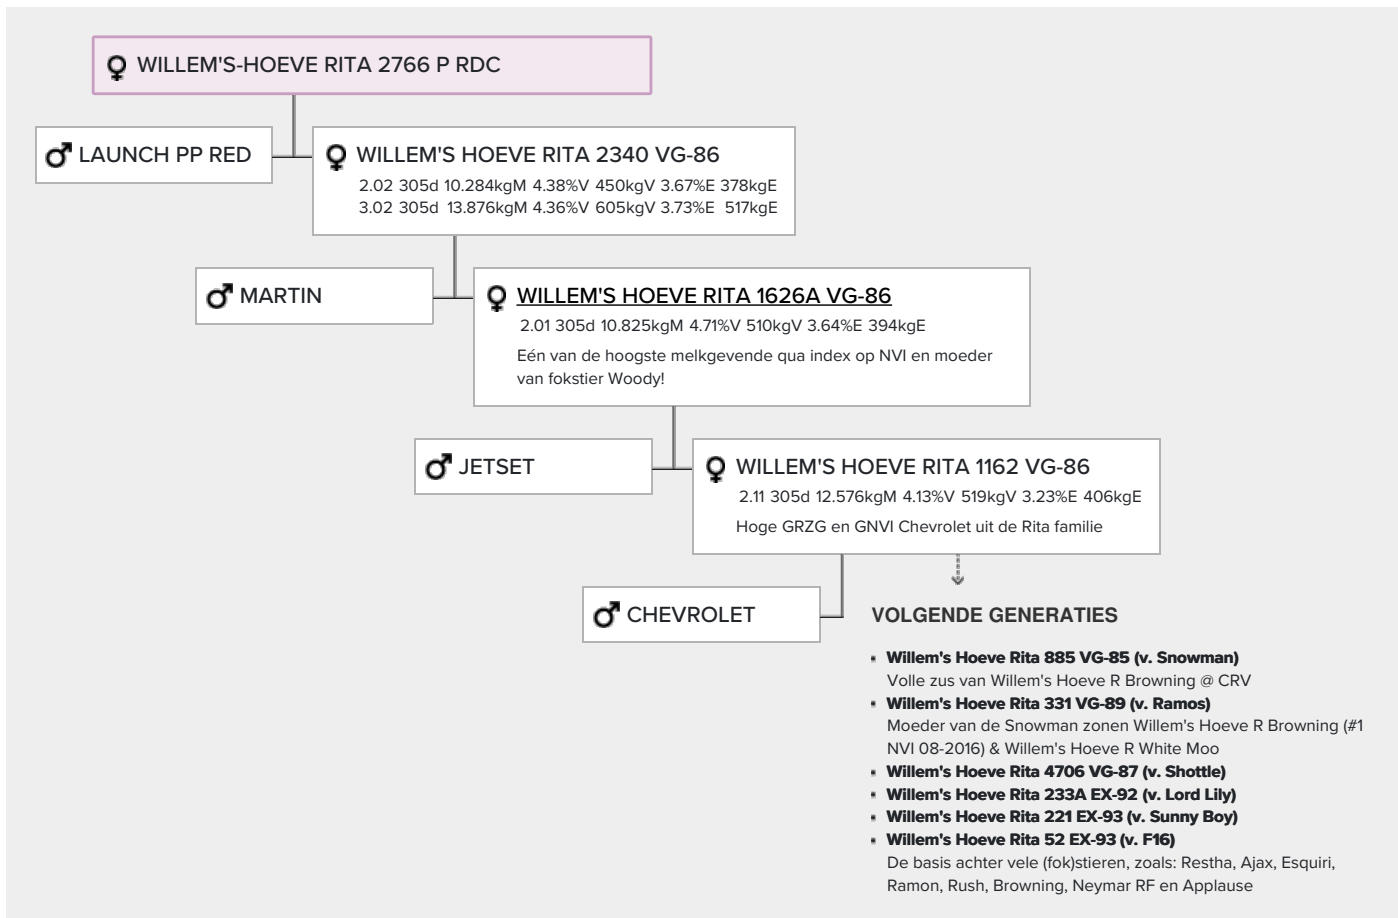 WILLEM'S-HOEVE RITA 2766 P RDC
LAUNCH PP RED
WILLEM'S HOEVE RITA 2340 VG-86
2.02 305d 10.284kgM 4.38%V 450kgV 3.67%E 378kgE
3.02 305d 13.876kgM 4.36%V 605kgV 3.73%E 517kgE
MARTIN
WILLEM'S HOEVE RITA 1626A VG-86
2.01 305d 10.825kgM 4.71%V 510kgV 3.64%E 394kgE
Eén van de hoogste melkgevende qua index op NVI en moeder
van fokstier Woody!
JETSET
WILLEM'S HOEVE RITA 1162 VG-86
2.11 305d 12.576kgM 4.13%V 519kgV 3.23%E 406kgE
Hoge GRZG en GNVI Chevrolet uit de Rita familie
CHEVROLET
VOLGENDE GENERATIES
Willem's Hoeve Rita 885 VG-85 (v. Snowman)
Volle zus van Willem's Hoeve R Browning @ CRV
Willem's Hoeve Rita 331 VG-89 (v. Ramos)
Moeder van de Snowman zonen Willem's Hoeve R Browning (#1
NVI 08-2016) & Willem's Hoeve R White Moo
Willem's Hoeve Rita 4706 VG-87 (v. Shottle)
Willem's Hoeve Rita 233A EX-92 (v. Lord Lily)
Willem's Hoeve Rita 221 EX-93 (v. Sunny Boy)
Willem's Hoeve Rita 52 EX-93 (v. F16)
De basis achter vele (fok)stieren, zoals: Restha, Ajax, Esquiri,
Ramon, Rush, Browning, Neymar RF en Applause